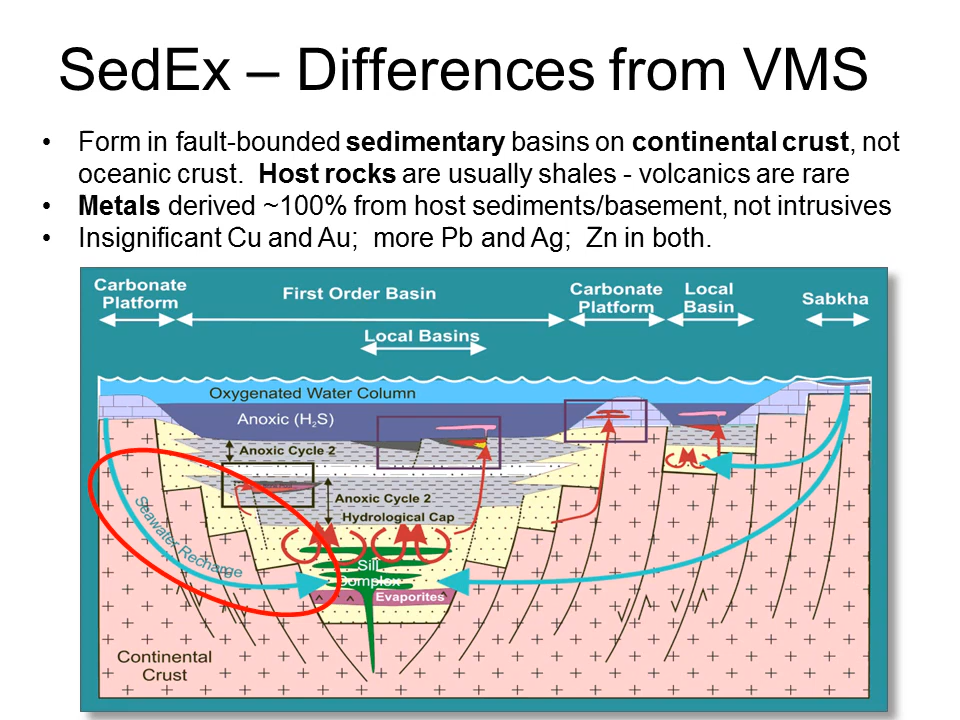 SedEx – Differences from VMS
• Form in fault-bounded sedimentary basins on continental crust, not
oceanic crust.  Host rocks are usually shales - volcanics are rare
• Metals derived ~100% from host sediments/basement, not intrusives
• Insignificant Cu and Au;  more Pb and Ag;  Zn in both.
Carbonate
Platform
First Order Basin
Carbonate
Platform
Local
Basin
Sabkha
Local Basins
Oxygenated Water Column
Anoxic (H₂S)
Anoxic Cycle 2
Anoxic Cycle 2
Hydrological Cap
Seawater Recharge
Sill
Complex
Evaporites
Continental
Crust